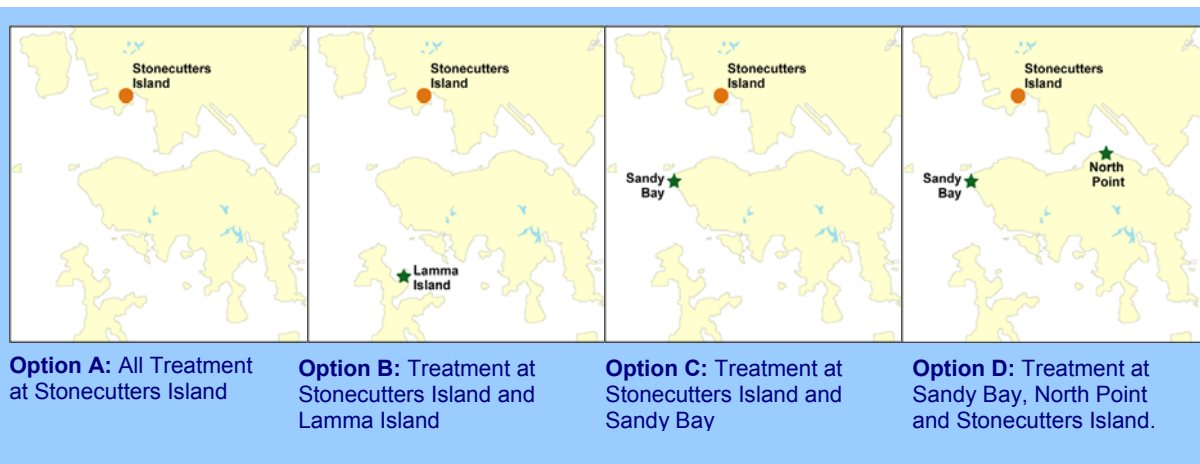 Stonecutters
Island
Stonecutters
Island
Lamma
Island
Stonecutters
Island
Sandy
Bay
Stonecutters
Island
North
Point
Sandy
Bay
Option A: All Treatment
at Stonecutters Island
Option B: Treatment at
Stonecutters Island and
Lamma Island
Option C: Treatment at
Stonecutters Island and
Sandy Bay
Option D: Treatment at
Sandy Bay, North Point
and Stonecutters Island.